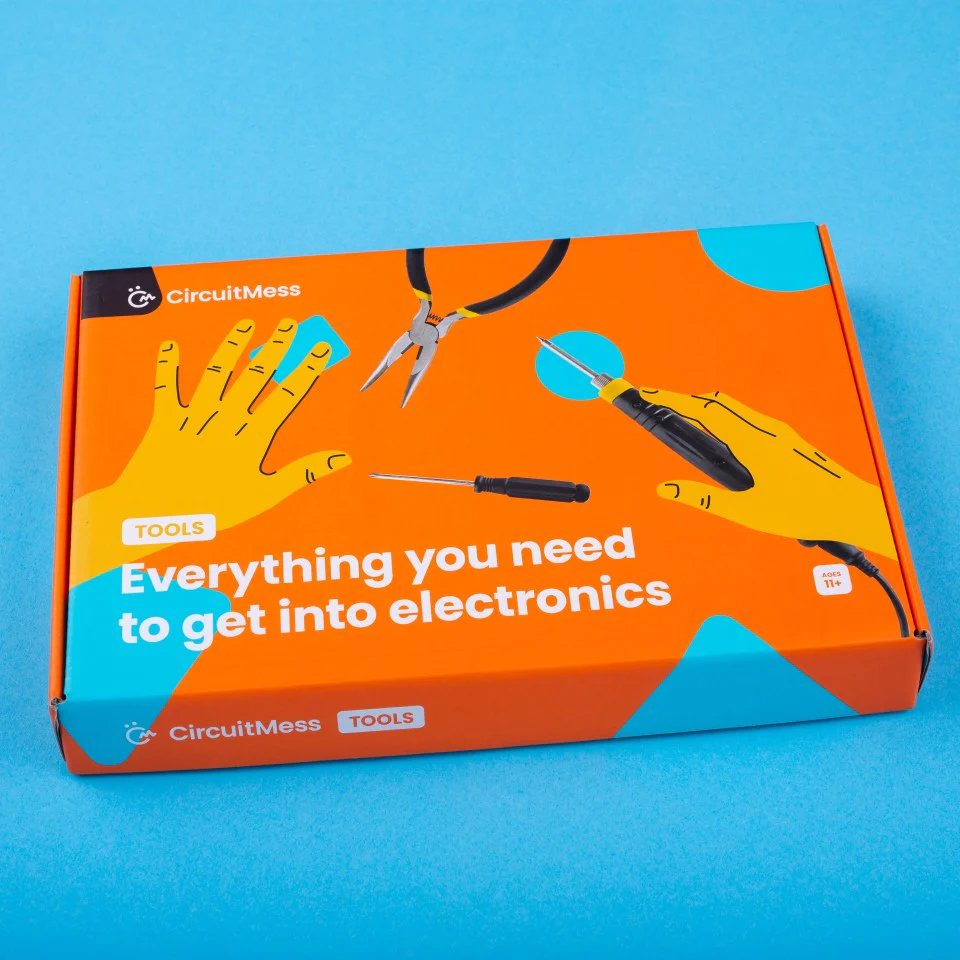 CircuitMess
TOOLS
Everything you need
to get into electronics
AGES
11+
CircuitMess
TOOLS